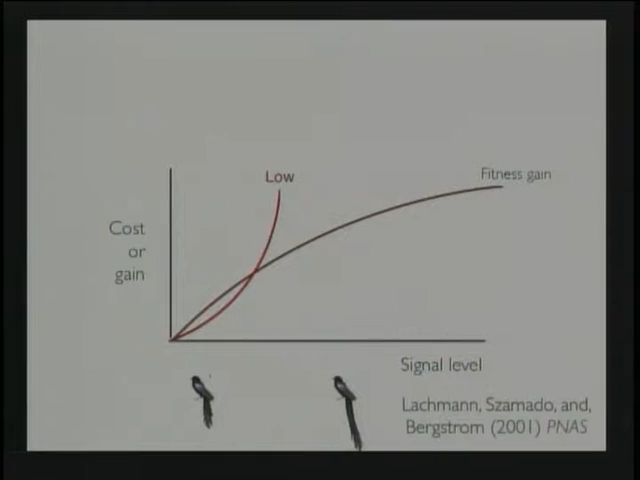 Low
Fitness gain
Cost
or
gain
Signal level
Lachmann, Szamado, and,
Bergstrom (2001) PNAS